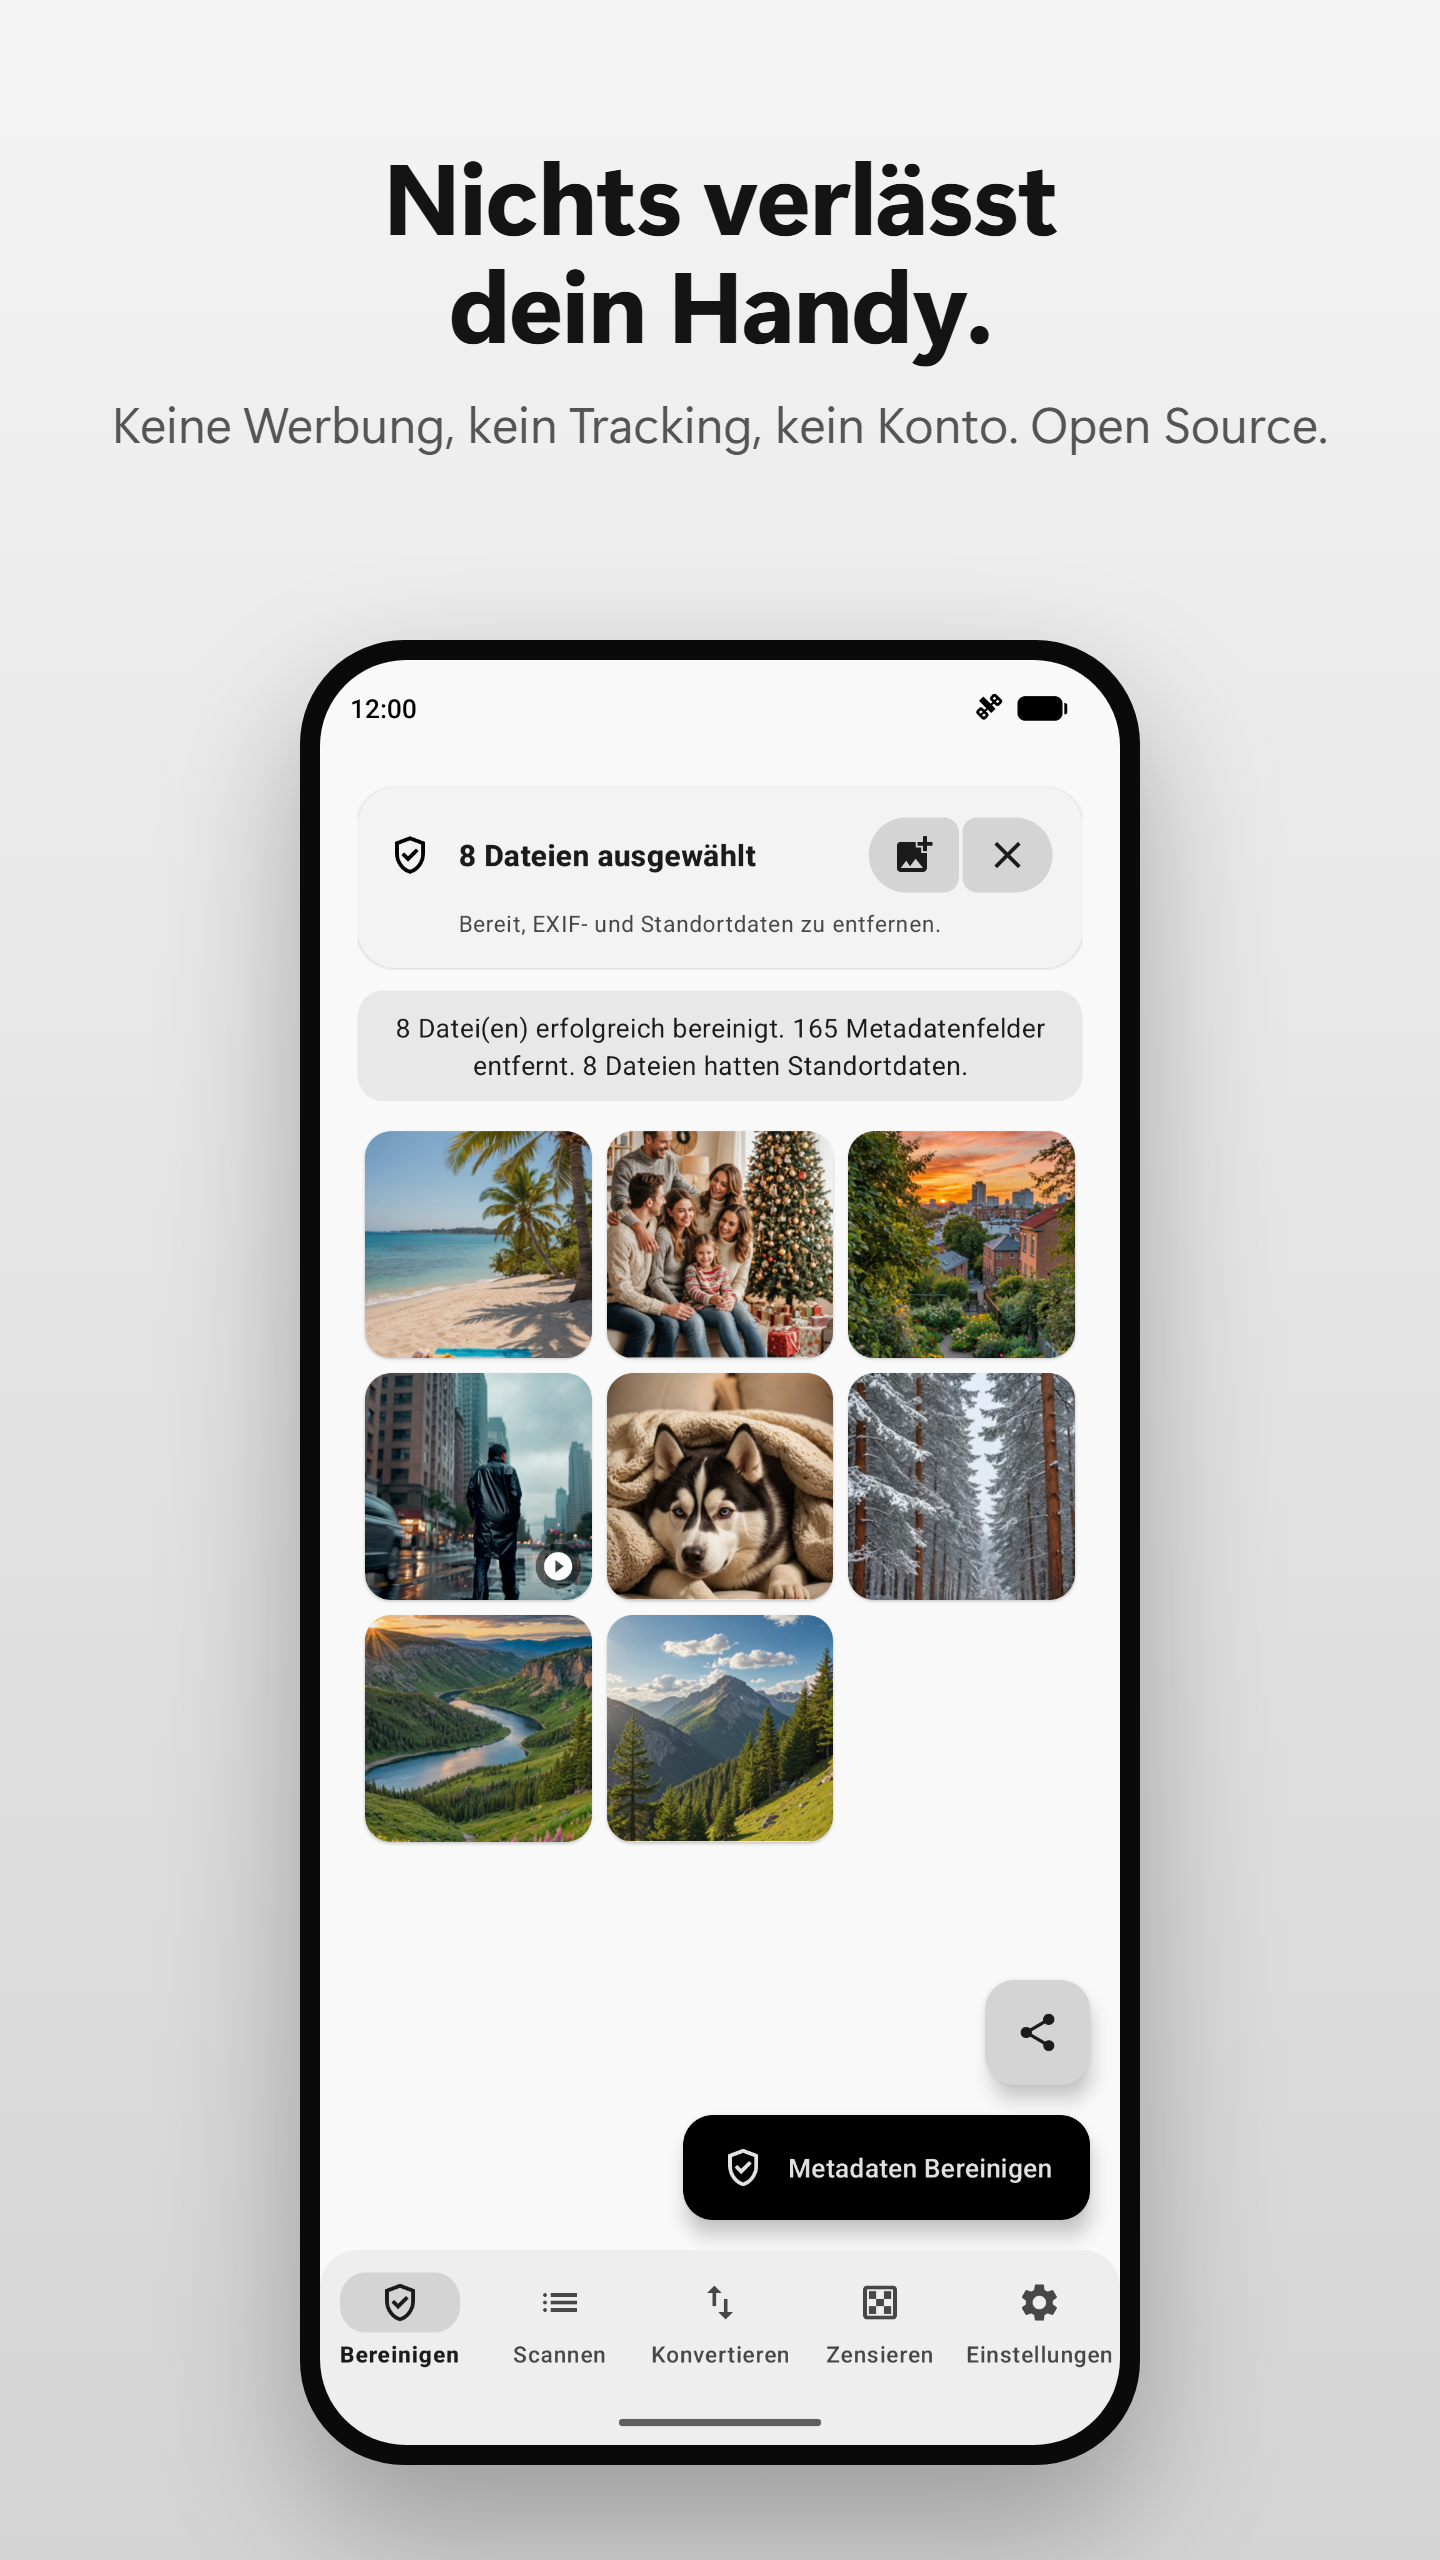 Nichts verlässt
dein Handy.
Keine Werbung, kein Tracking, kein Konto. Open Source.
12:00
8 Dateien ausgewählt
Bereit, EXIF- und Standortdaten zu entfernen.
8 Datei(en) erfolgreich bereinigt. 165 Metadatenfelder
entfernt. 8 Dateien hatten Standortdaten.
Metadaten Bereinigen
Bereinigen Scannen Konvertieren Zensieren Einstellungen